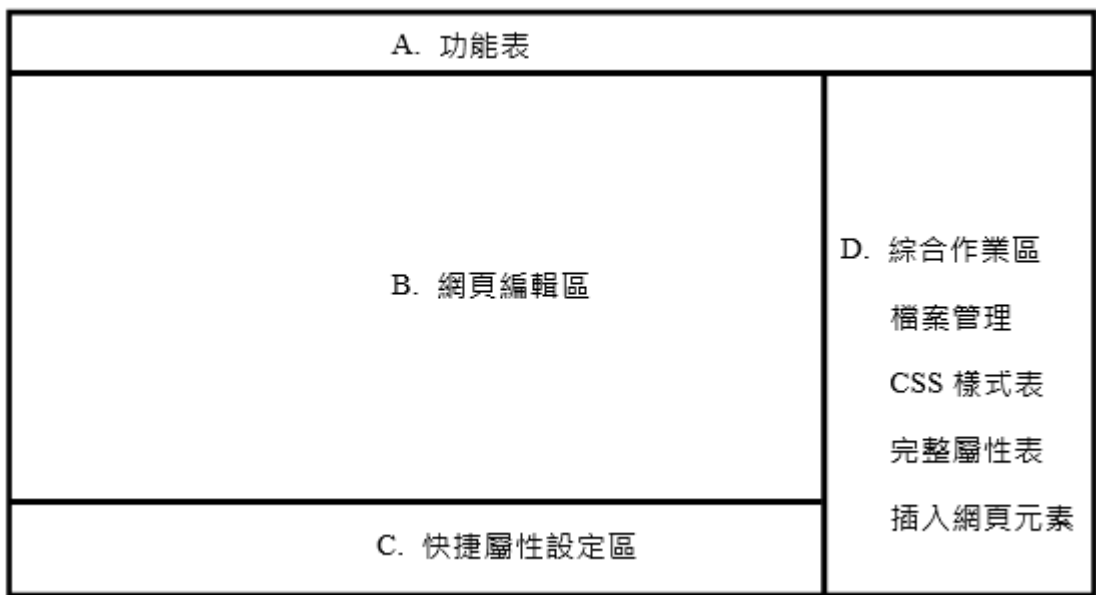 A. 功能表
B. 網頁編輯區
C. 快捷屬性設定區
D. 綜合作業區
檔案管理
CSS 樣式表
完整屬性表
插入網頁元素